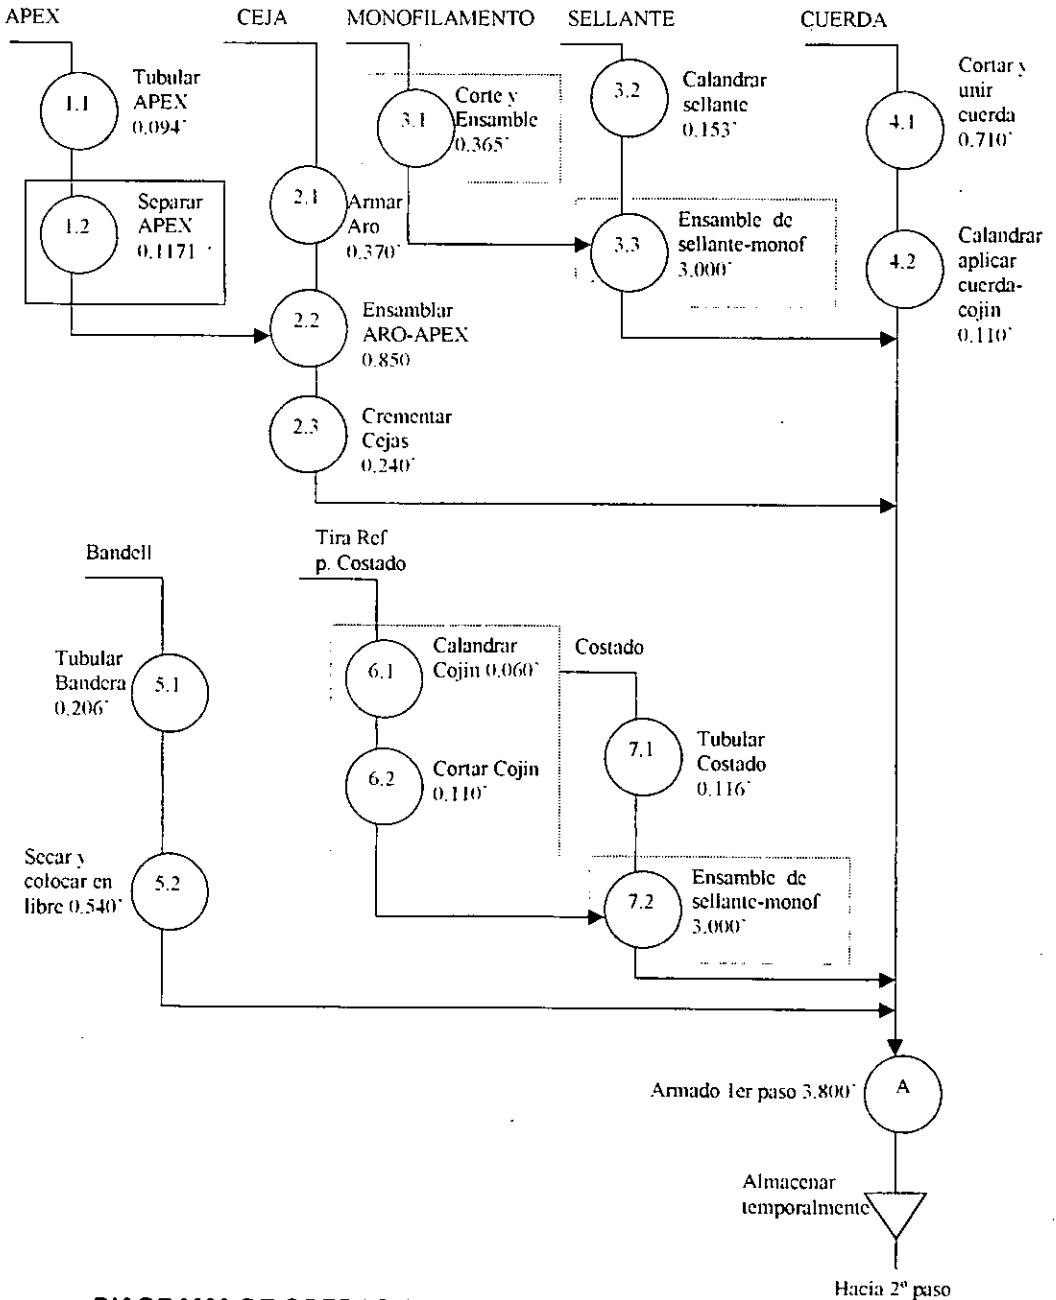 APEX
CEJA
MONOFILAMENTO
SELLANTE
CUERDA
1.1
Tubular
APEX
0.094´
1.2
Separar
APEX
0.1171
2.1
Armar
Aro
0.370´
2.2
Ensamblar
ARO-APEX
0.850
2.3
Crementar
Cejas
0.240´
3.1
Corte y
Ensamble
0.365´
3.2
Calandrar
sellante
0.153´
3.3
Ensamble de
sellante-monof
3.000´
4.1
Cortar y
unir
cuerda
0.710´
4.2
Calandrar
aplicar
cuerda-
cojin
0.110´
Bandell
Tubular
Bandera
0.206´
5.1
Secar y
colocar en
libre 0.540´
5.2
Tira Ref
p. Costado
6.1
Calandrar
Cojin 0.060´
6.2
Cortar Cojin
0.110´
Costado
7.1
Tubular
Costado
0.116´
7.2
Ensamble de
sellante-monof
3.000´
Armado 1er paso 3.800´
A
Almacenar
temporalmente
Hacia 2º paso